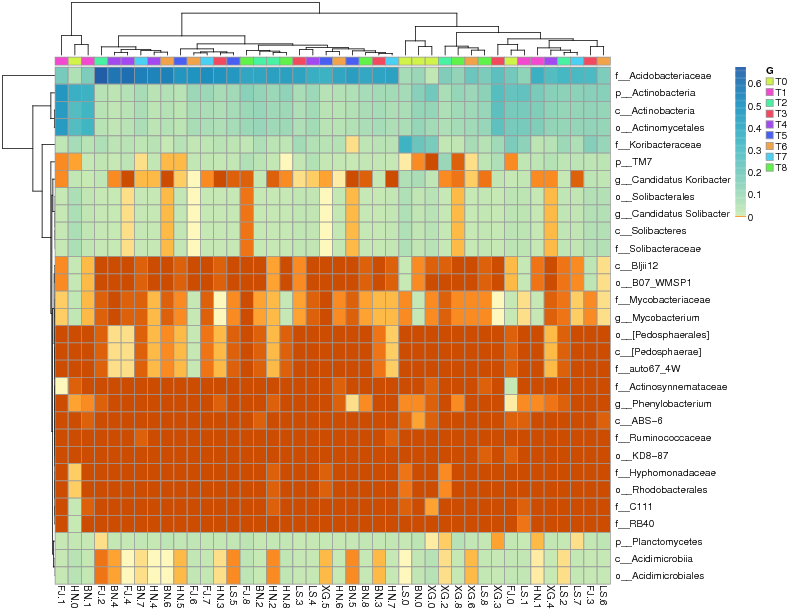 f__Acidobacteriaceae
p__Actinobacteria
c__Actinobacteria
o__Actinomycetales
f__Koribacteraceae
p__TM7
g__Candidatus Koribacter
o__Solibacterales
g__Candidatus Solibacter
c__Solibacteres
f__Solibacteraceae
c__Bljii12
o__B07_WMSP1
f__Mycobacteriaceae
g__Mycobacterium
o__[Pedosphaerales]
c__[Pedosphaerae]
f__auto67_4W
f__Actinosynnemataceae
g__Phenylobacterium
c__ABS-6
f__Ruminococcaceae
o__KD8-87
f__Hyphomonadaceae
o__Rhodobacterales
f__C111
f__RB40
p__Planctomycetes
c__Acidimicrobiia
o__Acidimicrobiales
0.6
0.5
0.4
0.3
0.2
0.1
0
G
T0
T1
T2
T3
T4
T5
T6
T7
T8
FJ.1 HN.0 BN.1 FJ.2 BN.4 FJ.4 BN.7 HN.4 BN.6 HN.5 FJ.6 FJ.7 HN.3 LS.5 FJ.8 BN.2 HN.2 HN.8 LS.3 LS.4 XG.5 HN.6 BN.5 BN.8 BN.3 HN.7 LS.0 BN.0 XG.0 XG.2 XG.8 XG.6 LS.8 XG.3 FJ.0 LS.1 HN.1 XG.4 LS.2 LS.7 FJ.3 LS.6